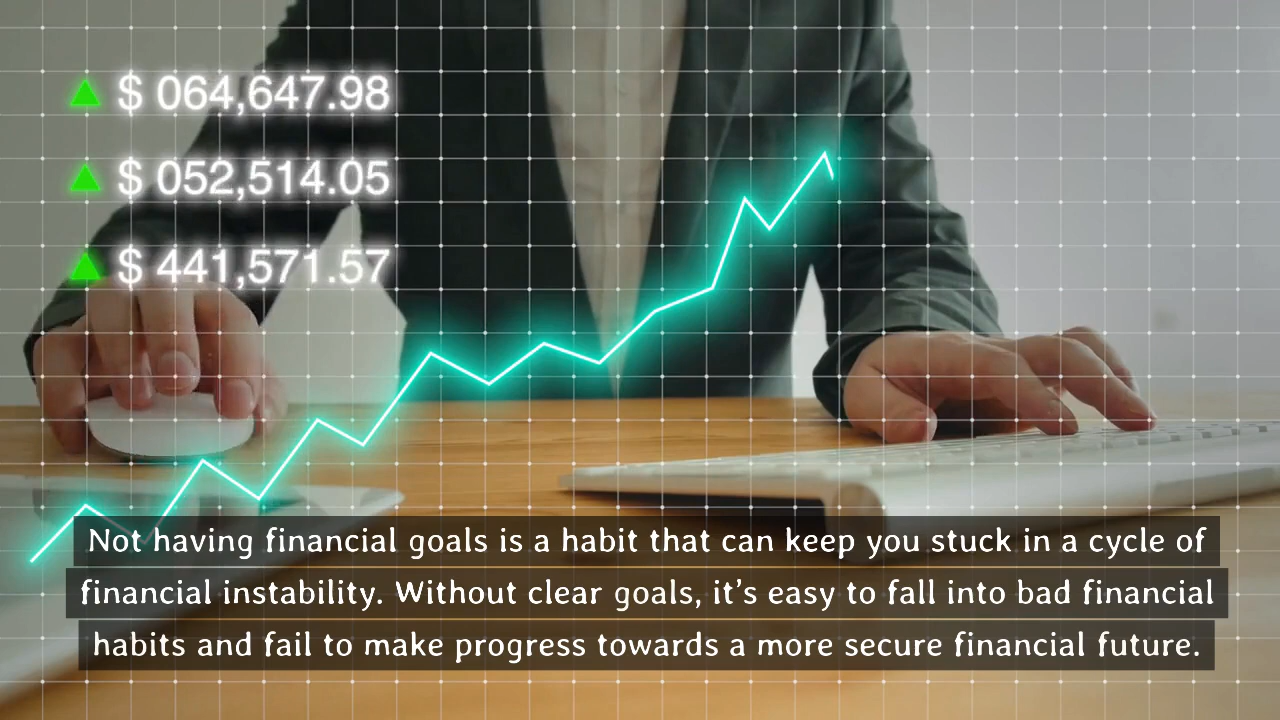 $ 064,647.98
$ 052,514.05
$ 441,571.57
Not having financial goals is a habit that can keep you stuck in a cycle of
financial instability. Without clear goals, it’s easy to fall into bad financial
habits and fail to make progress towards a more secure financial future.